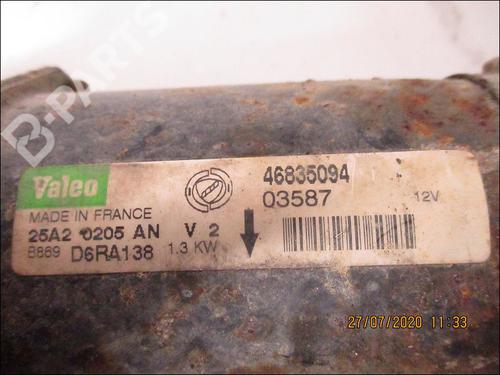 B-PARTS
Valeo
46835094
MADE IN FRANCE
03587
12V
25A2 0205 AN V 2
B869 D6RA138 1.3 KW
27/07/2020 11:33